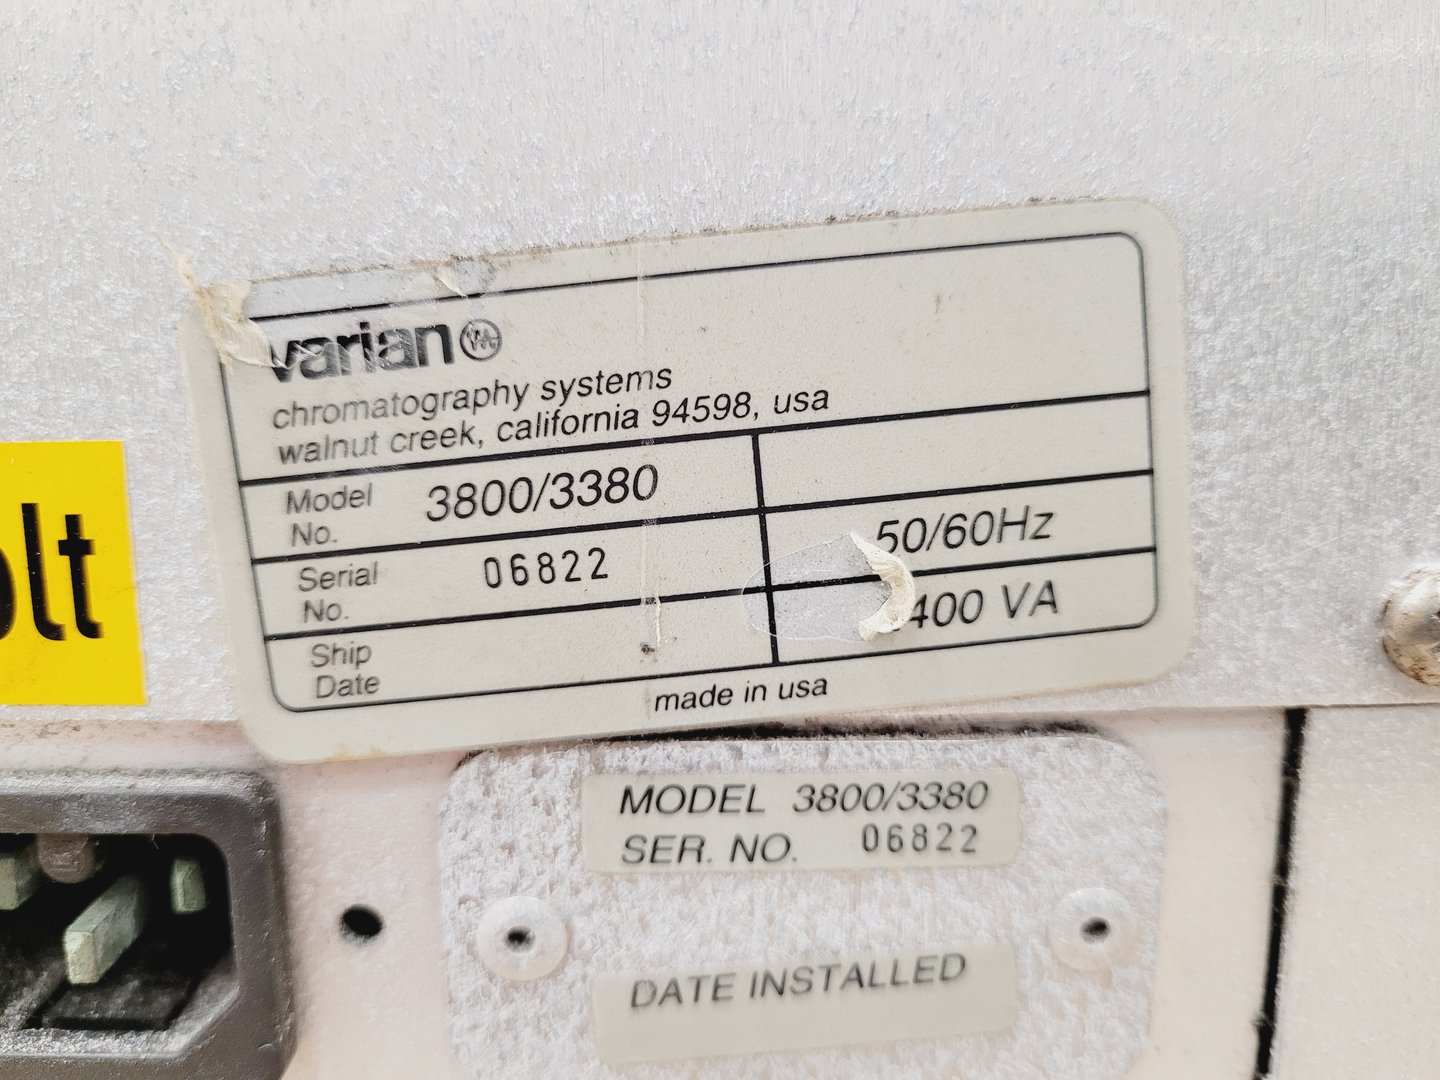 varian
chromatography systems
walnut creek, california 94598, usa
Model No. 3800/3380
Serial No. 06822
50/60Hz
Ship Date
400 VA
made in usa
olt
MODEL 3800/3380
SER. NO. 06822
DATE INSTALLED